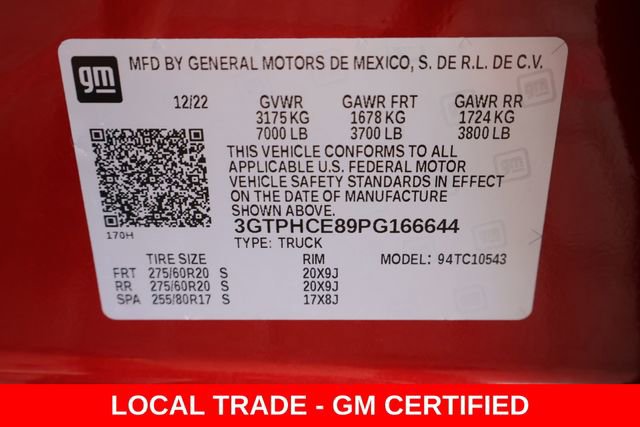 gm
MFD BY GENERAL MOTORS DE MEXICO, S. DE R.L. DE C.V.
12/22 GVWR GAWR FRT GAWR RR
3175 KG 1678 KG 1724 KG
7000 LB 3700 LB 3800 LB
THIS VEHICLE CONFORMS TO ALL
APPLICABLE U.S. FEDERAL MOTOR
VEHICLE SAFETY STANDARDS IN EFFECT
ON THE DATE OF MANUFACTURE
SHOWN ABOVE.
170H
3GTPHCE89PG166644
TYPE: TRUCK
TIRE SIZE RIM MODEL: 94TC10543
FRT 275/60R20 S 20X9J
RR 275/60R20 S 20X9J
SPA 255/80R17 S 17X8J
LOCAL TRADE - GM CERTIFIED